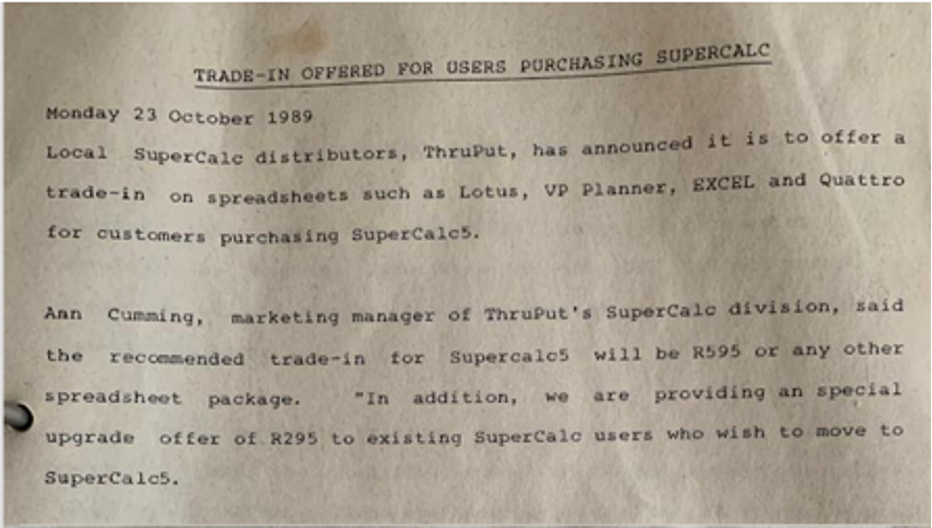 TRADE-IN OFFERED FOR USERS PURCHASING SUPERCALC
Monday 23 October 1989
Local SuperCalc distributors, ThruPut, has announced it is to offer a
trade-in on spreadsheets such as Lotus, VP Planner, EXCEL and Quattro
for customers purchasing SuperCalc5.
Ann Cumming, marketing manager of ThruPut's SuperCalc division, said
the recommended trade-in for Supercalc5 will be R595 or any other
spreadsheet package. "In addition, we are providing an special
upgrade offer of R295 to existing SuperCalc users who wish to move to
SuperCalc5.